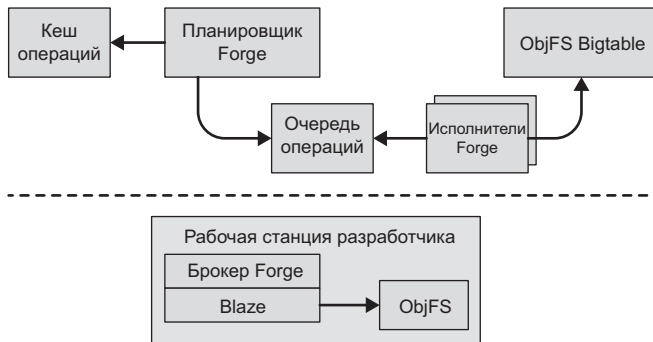 Кеш
операций
Планировщик
Forge
ObjFS Bigtable
Очередь
операций
Исполнители
Forge
Рабочая станция разработчика
Брокер Forge
Blaze
ObjFS